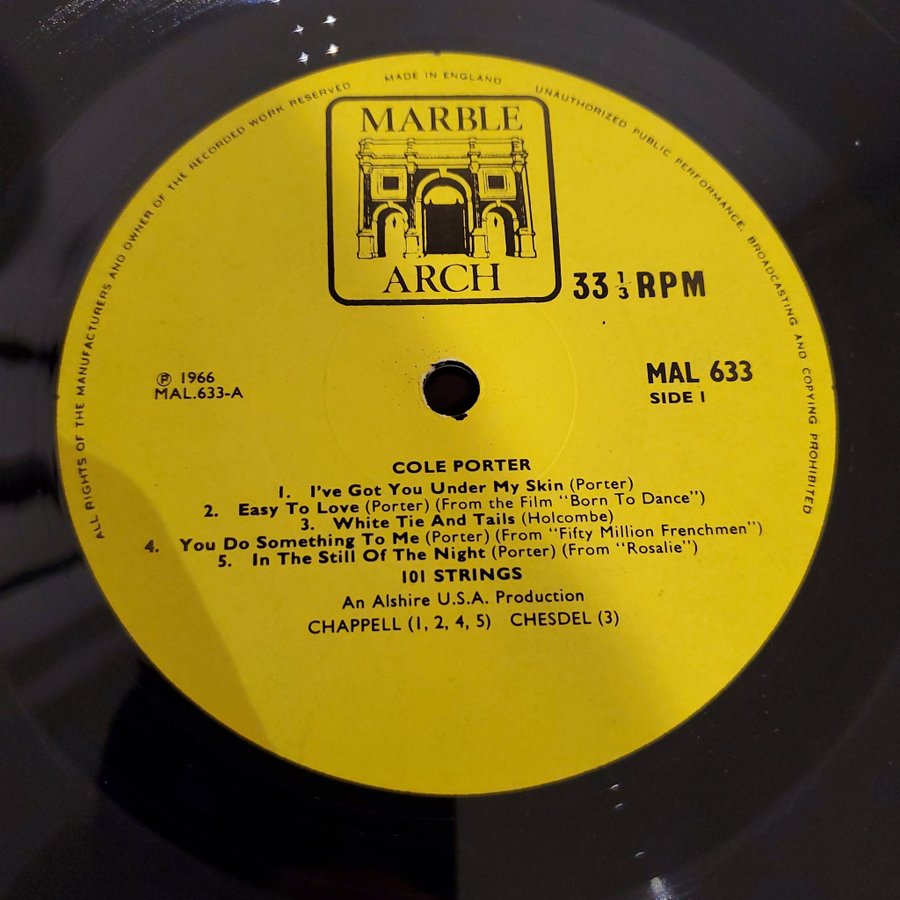 MADE IN ENGLAND
ALL RIGHTS OF THE MANUFACTURERS AND OWNER OF THE RECORDED WORK RESERVED
UNAUTHORIZED PUBLIC PERFORMANCE, BROADCASTING AND COPYING PROHIBITED
MARBLE
ARCH
33 1/3 RPM
℗ 1966
MAL.633-A
MAL 633
SIDE 1
COLE PORTER
1. I've Got You Under My Skin (Porter)
2. Easy To Love (Porter) (From the Film "Born To Dance")
3. White Tie And Tails (Holcombe)
4. You Do Something To Me (Porter) (From "Fifty Million Frenchmen")
5. In The Still Of The Night (Porter) (From "Rosalie")
101 STRINGS
An Alshire U.S.A. Production
CHAPPELL (1, 2, 4, 5) CHESDEL (3)